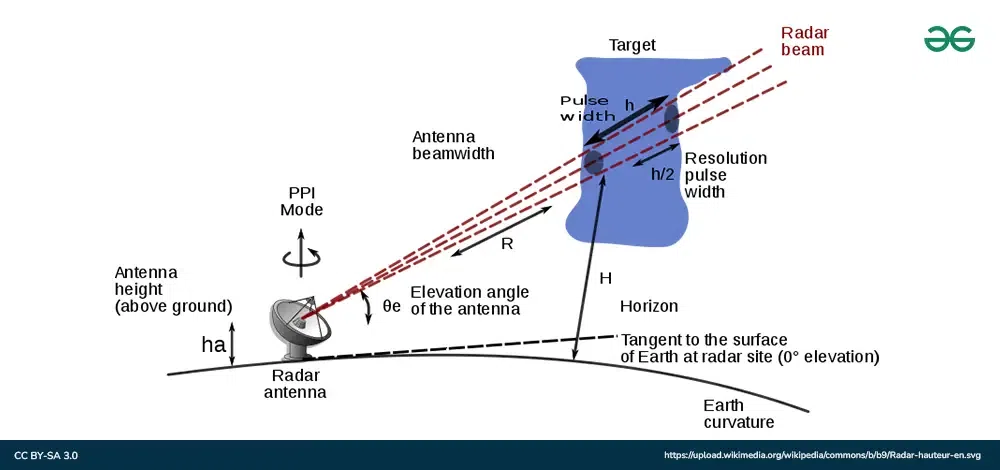 Target
Radar
beam
Pulse
width
h
Antenna
beamwidth
h/2
Resolution
pulse
width
PPI
Mode
R
Antenna
height
(above ground)
θe
Elevation angle
of the antenna
H
Horizon
ha
Tangent to the surface
of Earth at radar site (0° elevation)
Radar
antenna
Earth
curvature
CC BY-SA 3.0
https://upload.wikimedia.org/wikipedia/commons/b/b9/Radar-hauteur-en.svg